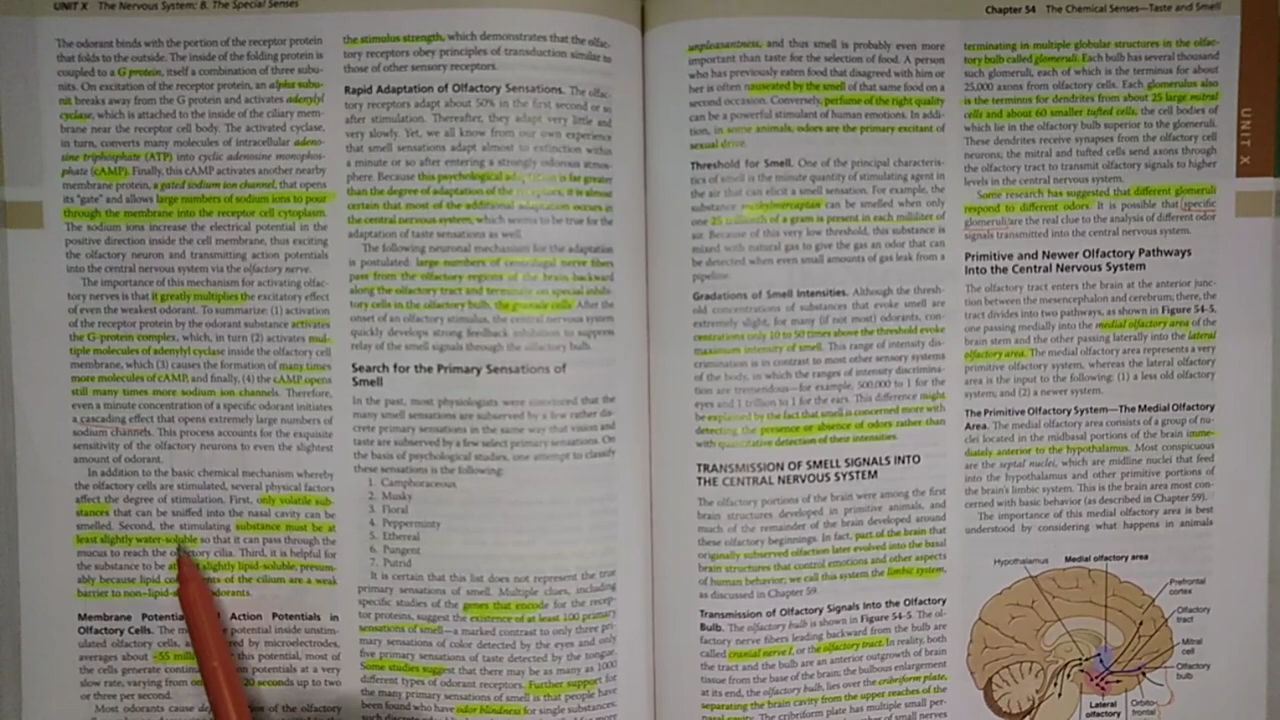 UNIT X The Nervous System: B. The Special Senses
The odorant binds with the portion of the receptor protein
that folds to the outside. The inside of the folding protein is
coupled to a G protein, itself a combination of three subu-
nits. On excitation of the receptor protein, an alpha subu-
nit breaks away from the G protein and activates adenylyl
cyclase, which is attached to the inside of the ciliary mem-
brane near the receptor cell body. The activated cyclase,
in turn, converts many molecules of intracellular adeno-
sine triphosphate (ATP) into cyclic adenosine monophos-
phate (cAMP). Finally, this cAMP activates another nearby
membrane protein, a gated sodium ion channel, that opens
its "gate" and allows large numbers of sodium ions to pour
through the membrane into the receptor cell cytoplasm.
The sodium ions increase the electrical potential in the
positive direction inside the cell membrane, thus exciting
the olfactory neuron and transmitting action potentials
into the central nervous system via the olfactory nerve.
The importance of this mechanism for activating olfac-
tory nerves is that it greatly multiplies the excitatory effect
of even the weakest odorant. To summarize: (1) activation
of the receptor protein by the odorant substance activates
the G-protein complex, which, in turn (2) activates mul-
tiple molecules of adenylyl cyclase inside the olfactory cell
membrane, which (3) causes the formation of many times
more molecules of cAMP, and finally, (4) the cAMP opens
still many times more sodium ion channels. Therefore,
even a minute concentration of a specific odorant initiates
a cascading effect that opens extremely large numbers of
sodium channels. This process accounts for the exquisite
sensitivity of the olfactory neurons to even the slightest
amount of odorant.
In addition to the basic chemical mechanism whereby
the olfactory cells are stimulated, several physical factors
affect the degree of stimulation. First, only volatile sub-
stances that can be sniffed into the nasal cavity can be
smelled. Second, the stimulating substance must be at
least slightly water-soluble so that it can pass through the
mucus to reach the olfactory cilia. Third, it is helpful for
the substance to be at slightly lipid-soluble, presum-
ably because lipid of the cilium are a weak
barrier to non-lipid- odorants.
Membrane Potential Action Potentials in
Olfactory Cells. The potential inside unstim-
ulated olfactory cells, as by microelectrodes,
averages about −55 this potential, most of
the cells generate action potentials at a very
slow rate, varying from 20 seconds up to two
or three per second.
Most odorants cause of the olfactory
the stimulus strength, which demonstrates that the olfac-
tory receptors obey principles of transduction similar to
those of other sensory receptors.
Rapid Adaptation of Olfactory Sensations. The olfac-
tory receptors adapt about 50% in the first second or so
after stimulation. Thereafter, they adapt very little and
very slowly. Yet, we all know from our own experience
that smell sensations adapt almost to extinction within
a minute or so after entering a strongly odorous atmos-
phere. Because this psychological adaptation is far greater
than the degree of adaptation of the receptors, it is almost
certain that most of the additional adaptation occurs in
the central nervous system, which seems to be true for the
adaptation of taste sensations as well.
The following neuronal mechanism for the adaptation
is postulated: large numbers of centrifugal nerve fibers
pass from the olfactory regions of the brain backward
along the olfactory tract and terminate on special inhibi-
tory cells in the olfactory bulb, the granule cells. After the
onset of an olfactory stimulus, the central nervous system
quickly develops strong feedback inhibition to suppress
relay of the smell signals through the olfactory bulb.
Search for the Primary Sensations of
Smell
In the past, most physiologists were convinced that the
many smell sensations are subserved by a few rather dis-
crete primary sensations in the same way that vision and
taste are subserved by a few select primary sensations. On
the basis of psychological studies, one attempt to classify
these sensations is the following:
1. Camphoraceous
2. Musky
3. Floral
4. Pepperminty
5. Ethereal
6. Pungent
7. Putrid
It is certain that this list does not represent the true
primary sensations of smell. Multiple clues, including
specific studies of the genes that encode for the recep-
tor proteins, suggest the existence of at least 100 primary
sensations of smell—a marked contrast to only three pri-
mary sensations of color detected by the eyes and only
five primary sensations of taste detected by the tongue.
Some studies suggest that there may be as many as 1000
different types of odorant receptors. Further support for
the many primary sensations of smell is that people have
been found who have odor blindness for single substances;
Chapter 54 The Chemical Senses—Taste and Smell
unpleasantness, and thus smell is probably even more
important than taste for the selection of food. A person
who has previously eaten food that disagreed with him or
her is often nauseated by the smell of that same food on a
second occasion. Conversely, perfume of the right quality
can be a powerful stimulant of human emotions. In addi-
tion, in some animals, odors are the primary excitant of
sexual drive.
Threshold for Smell. One of the principal characteris-
tics of smell is the minute quantity of stimulating agent in
the air that can elicit a smell sensation. For example, the
substance methylmercaptan can be smelled when only
one 25 trillionth of a gram is present in each milliliter of
air. Because of this very low threshold, this substance is
mixed with natural gas to give the gas an odor that can
be detected when even small amounts of gas leak from a
pipeline.
Gradations of Smell Intensities. Although the thresh-
old concentrations of substances that evoke smell are
extremely slight, for many (if not most) odorants, con-
centrations only 10 to 50 times above the threshold evoke
maximum intensity of smell. This range of intensity dis-
crimination is in contrast to most other sensory systems
of the body, in which the ranges of intensity discrimina-
tion are tremendous—for example, 500,000 to 1 for the
eyes and 1 trillion to 1 for the ears. This difference might
be explained by the fact that smell is concerned more with
detecting the presence or absence of odors rather than
with quantitative detection of their intensities.
TRANSMISSION OF SMELL SIGNALS INTO
THE CENTRAL NERVOUS SYSTEM
The olfactory portions of the brain were among the first
brain structures developed in primitive animals, and
much of the remainder of the brain developed around
these olfactory beginnings. In fact, part of the brain that
originally subserved olfaction later evolved into the basal
brain structures that control emotions and other aspects
of human behavior; we call this system the limbic system,
as discussed in Chapter 59.
Transmission of Olfactory Signals Into the Olfactory
Bulb. The olfactory bulb is shown in Figure 54-5. The ol-
factory nerve fibers leading backward from the bulb are
called cranial nerve I, or the olfactory tract. In reality, both
the tract and the bulb are an anterior outgrowth of brain
tissue from the base of the brain; the bulbous enlargement
at its end, the olfactory bulb, lies over the cribriform plate,
separating the brain cavity from the upper reaches of the
nasal cavity. The cribriform plate has multiple small per-
terminating in multiple globular structures in the olfac-
tory bulb called glomeruli. Each bulb has several thousand
such glomeruli, each of which is the terminus for about
25,000 axons from olfactory cells. Each glomerulus also
is the terminus for dendrites from about 25 large mitral
cells and about 60 smaller tufted cells, the cell bodies of
which lie in the olfactory bulb superior to the glomeruli.
These dendrites receive synapses from the olfactory cell
neurons; the mitral and tufted cells send axons through
the olfactory tract to transmit olfactory signals to higher
levels in the central nervous system.
Some research has suggested that different glomeruli
respond to different odors. It is possible that specific
glomeruli are the real clue to the analysis of different odor
signals transmitted into the central nervous system.
Primitive and Newer Olfactory Pathways
Into the Central Nervous System
The olfactory tract enters the brain at the anterior junc-
tion between the mesencephalon and cerebrum; there, the
tract divides into two pathways, as shown in Figure 54-5,
one passing medially into the medial olfactory area of the
brain stem and the other passing laterally into the lateral
olfactory area. The medial olfactory area represents a very
primitive olfactory system, whereas the lateral olfactory
area is the input to the following: (1) a less old olfactory
system; and (2) a newer system.
The Primitive Olfactory System—The Medial Olfactory
Area. The medial olfactory area consists of a group of nu-
clei located in the midbasal portions of the brain imme-
diately anterior to the hypothalamus. Most conspicuous
are the septal nuclei, which are midline nuclei that feed
into the hypothalamus and other primitive portions of
the brain's limbic system. This is the brain area most con-
cerned with basic behavior (as described in Chapter 59).
The importance of this medial olfactory area is best
understood by considering what happens in animals
Hypothalamus
Medial olfactory area
Prefrontal
cortex
Olfactory
tract
Mitral
cell
Olfactory
bulb
Orbito-
frontal
Lateral
olfactory
UNIT X